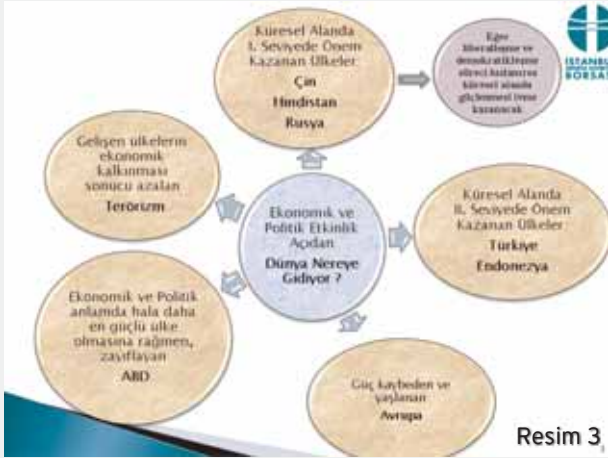 Küresel Alanda
I. Seviyede Önem
Kazanan Ülkeler
Çin
Hindistan
Rusya
Eğer
liberalleşme ve
demokratikleşme
süreci hızlanırsa
küresel alanda
güçlenmesi ivme
kazanacak
İSTANBUL
BORSASI
Gelişen ülkelerin
ekonomik
kalkınması
sonucu azalan
Terörizm
Ekonomik ve
Politik Etkinlik
Açıdan
Dünya Nereye
Gidiyor ?
Küresel Alanda
II. Seviyede Önem
Kazanan Ülkeler
Türkiye
Endonezya
Ekonomik ve Politik
anlamda hala daha
en güçlü ülke
olmasına rağmen,
zayıflayan
ABD
Güç kaybeden ve
yaşlanan
Avrupa
Resim 3